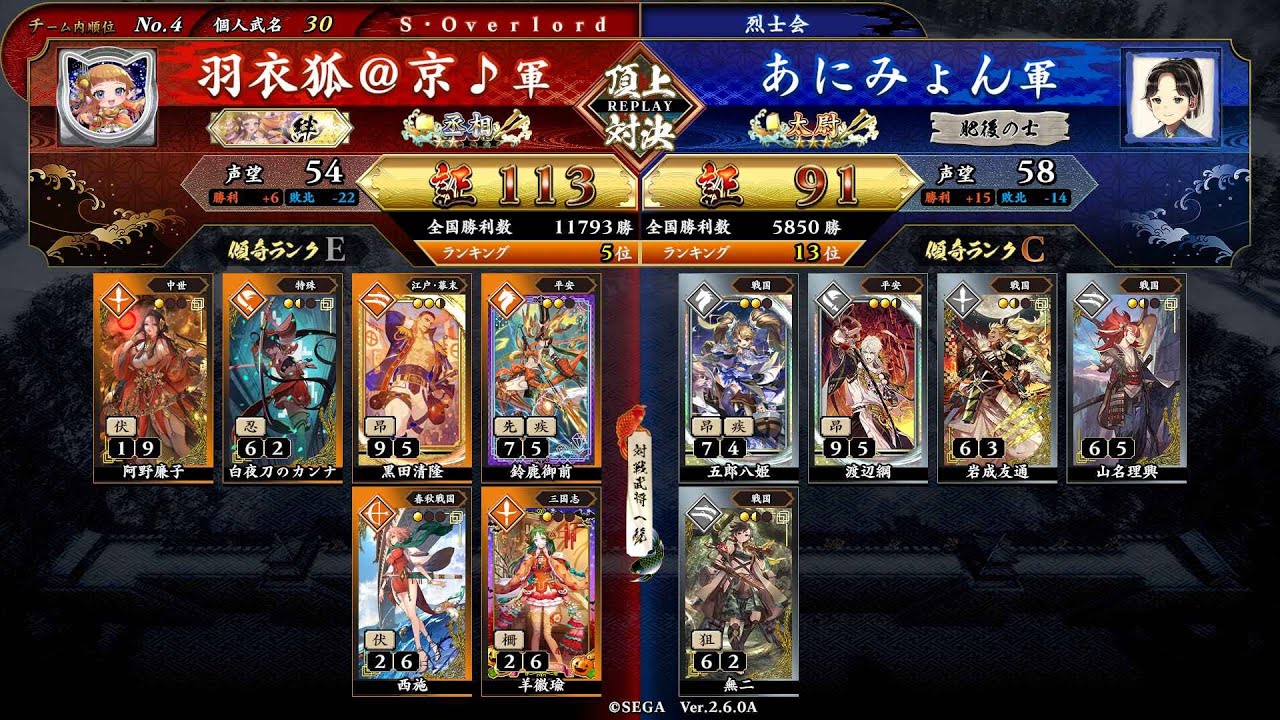 チーム内順位 No.4 個人武名 30 S・Overlord 烈士会
羽衣狐@京♪軍 頂上 あにみょん軍
REPLAY
対決
絆 丞相 太尉 肥後の士
声望 54 証 113 証 91 声望 58
勝利 +6 敗北 -22 勝利 +15 敗北 -14
全国勝利数 11793勝 全国勝利数 5850勝
傾奇ランクE ランキング 5位 ランキング 13位 傾奇ランクC
中世 特殊 江戸・幕末 平安 戦国 平安 戦国 戦国
伏 忍 昂 先 疾 昂 疾 昂
1 9 6 2 9 5 7 5 7 4 9 5 6 3 6 5
阿野廉子 白夜刀のカンナ 黒田清隆 鈴鹿御前 五郎八姫 渡辺綱 岩成友通 山名理興
対戦武将一覧
春秋戦国 三国志 戦国
伏 柵 狙
2 6 2 6 6 2
西施 羊徽瑜 無二
©SEGA Ver.2.6.0A